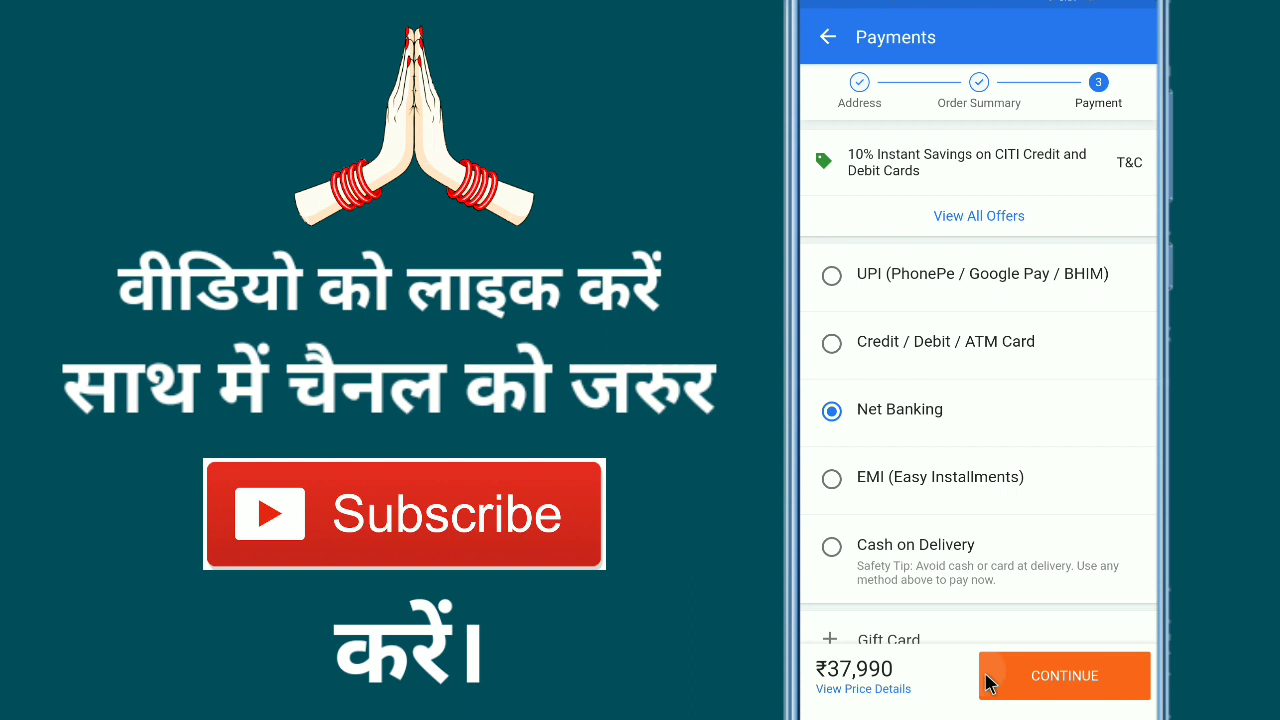 वीडियो को लाइक करें
साथ में चैनल को जरुर
Subscribe
करें।
Payments
3
Address
Order Summary
Payment
10% Instant Savings on CITI Credit and
Debit Cards
T&C
View All Offers
UPI (PhonePe / Google Pay / BHIM)
Credit / Debit / ATM Card
Net Banking
EMI (Easy Installments)
Cash on Delivery
Safety Tip: Avoid cash or card at delivery. Use any
method above to pay now.
Gift Card
₹37,990
View Price Details
CONTINUE